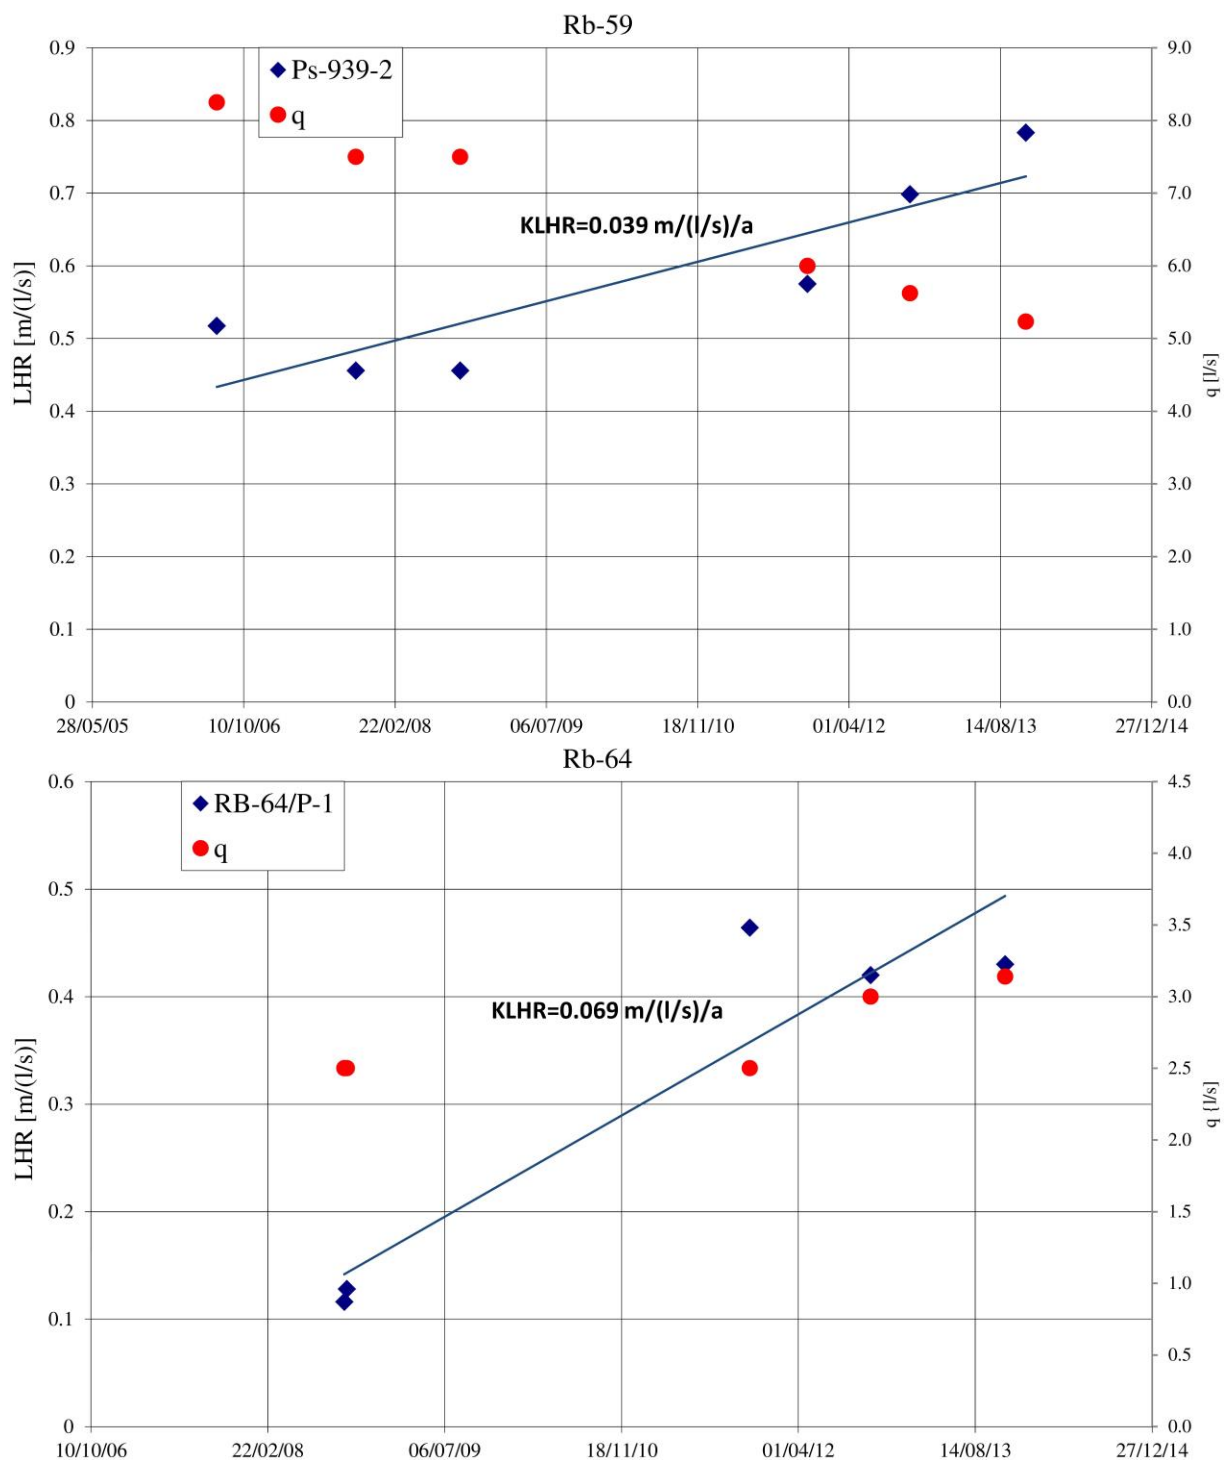 Rb-59
0.9
0.8
0.7
0.6
0.5
0.4
0.3
0.2
0.1
0
LHR [m/(l/s)]
Ps-939-2
q
KLHR=0.039 m/(l/s)/a
9.0
8.0
7.0
6.0
5.0
4.0
3.0
2.0
1.0
0.0
q [l/s]
28/05/05 10/10/06 22/02/08 06/07/09 18/11/10 01/04/12 14/08/13 27/12/14
Rb-64
0.6
0.5
0.4
0.3
0.2
0.1
0
LHR [m/(l/s)]
RB-64/P-1
q
KLHR=0.069 m/(l/s)/a
4.5
4.0
3.5
3.0
2.5
2.0
1.5
1.0
0.5
0.0
q {l/s]
10/10/06 22/02/08 06/07/09 18/11/10 01/04/12 14/08/13 27/12/14